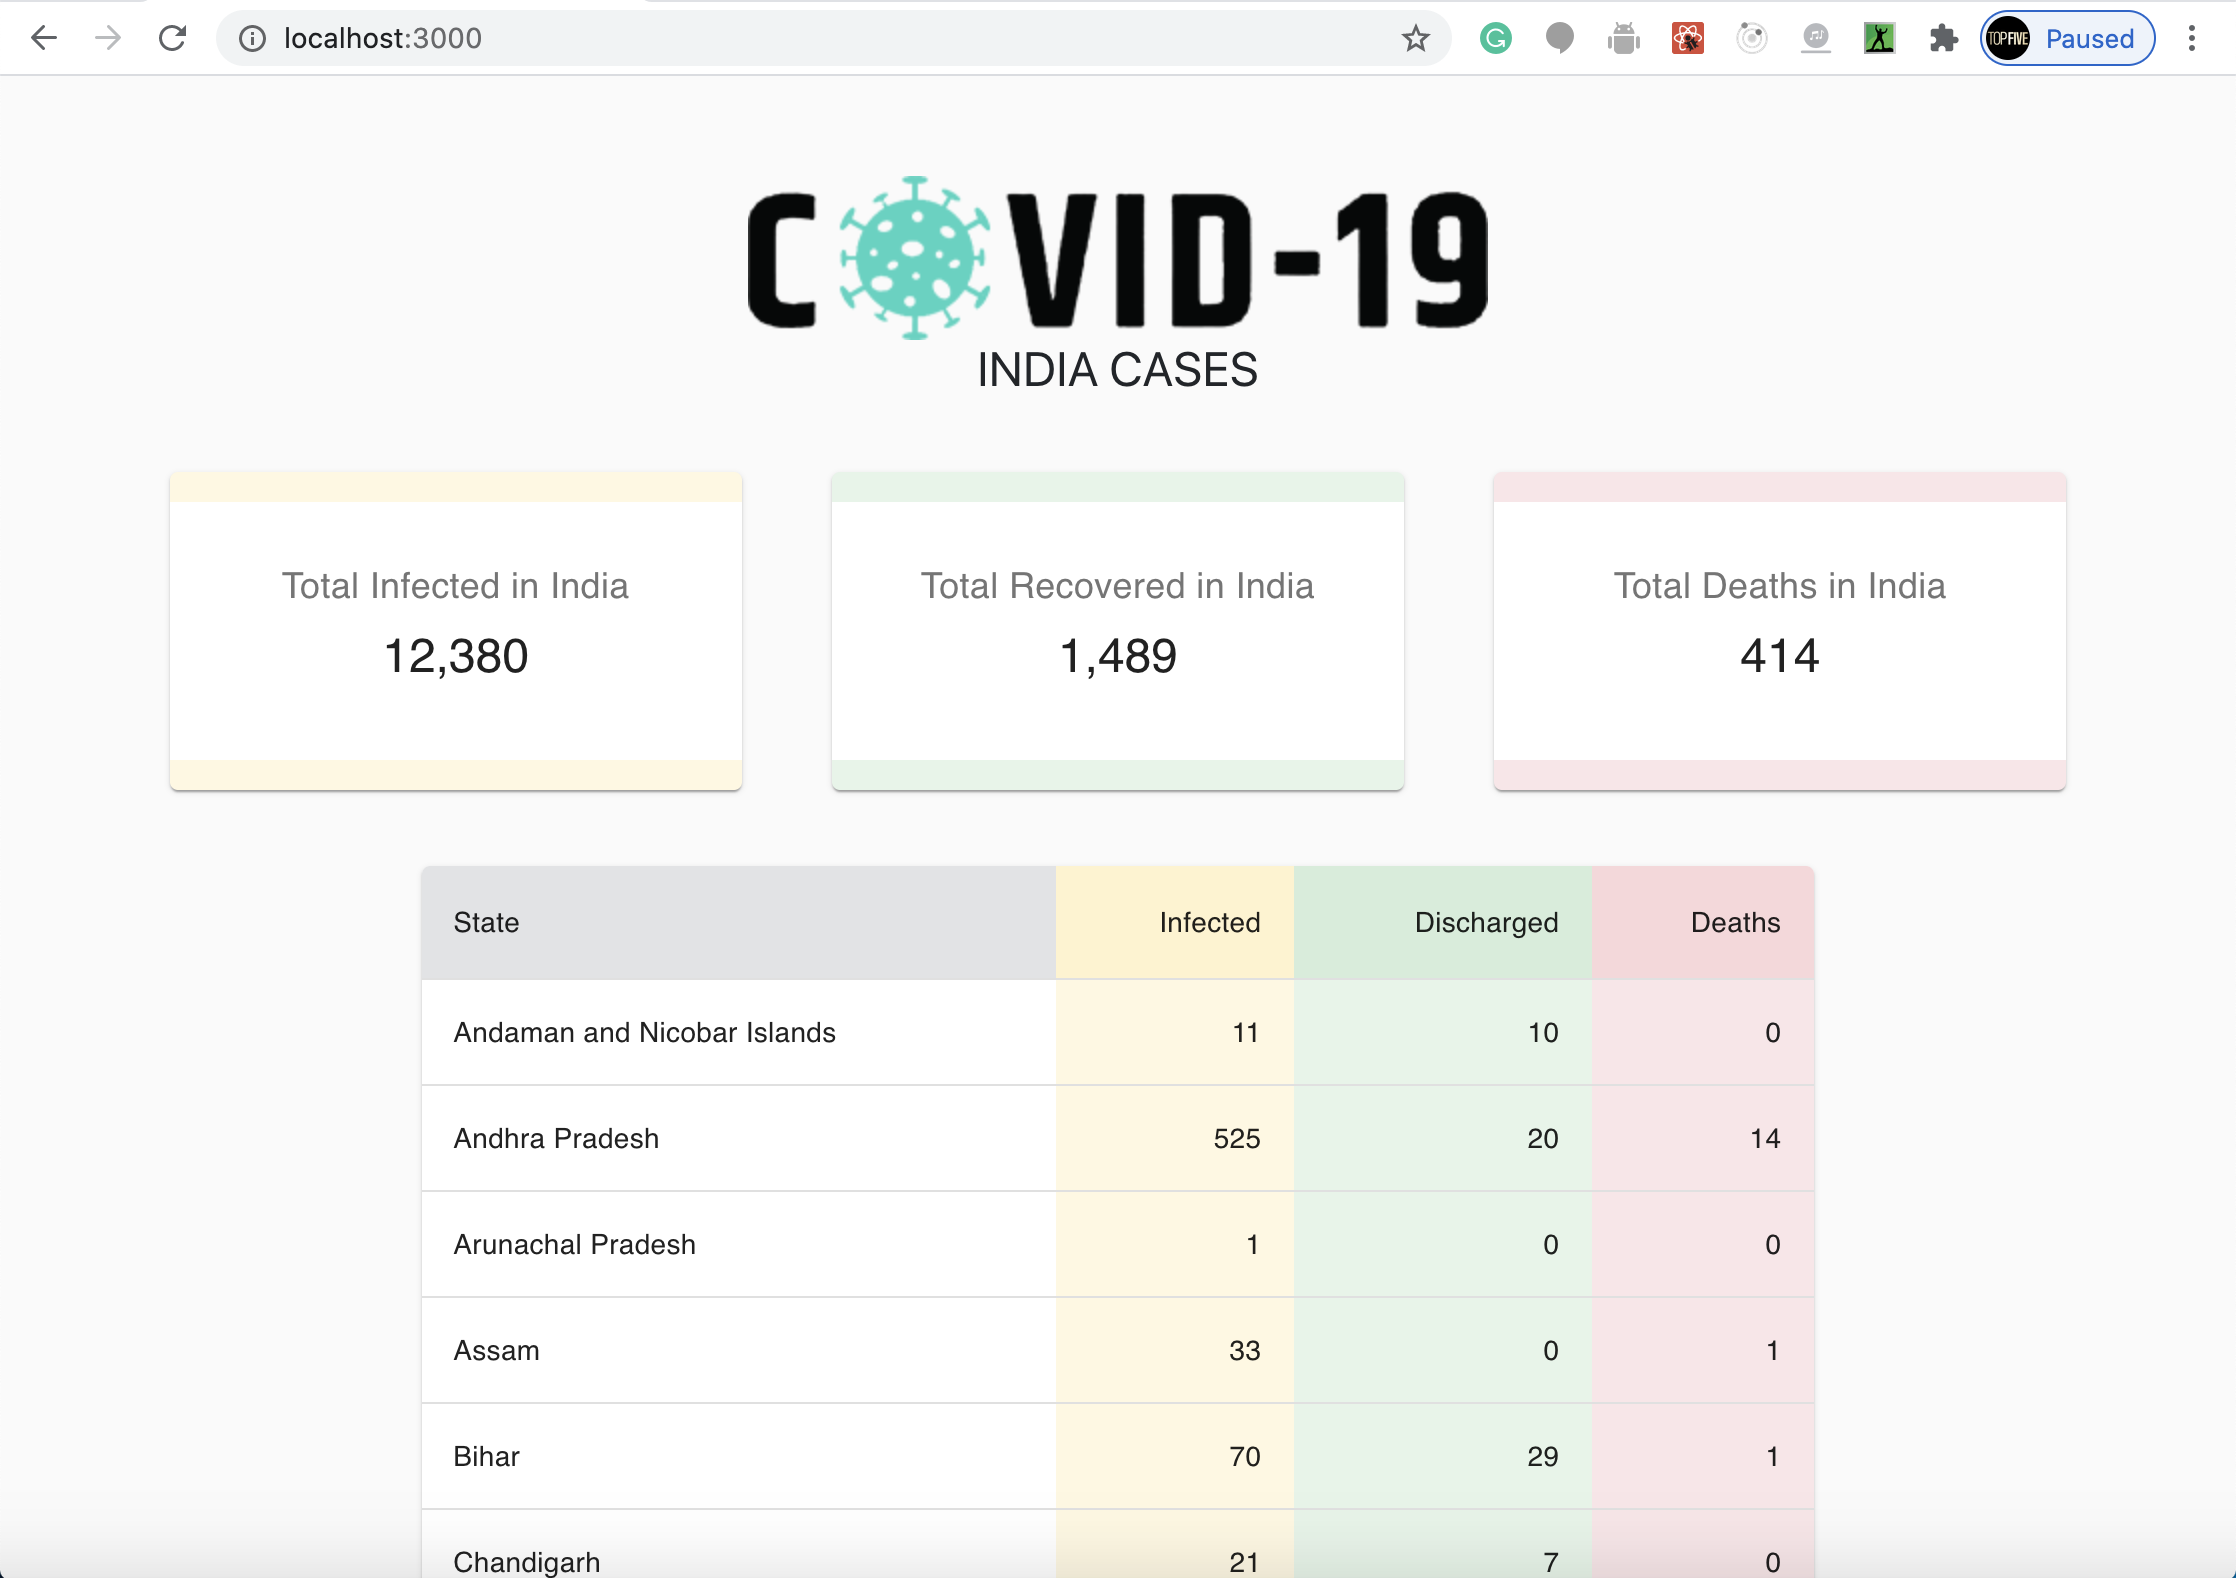 localhost:3000
TOPFIVE Paused
COVID-19
INDIA CASES
Total Infected in India
12,380
Total Recovered in India
1,489
Total Deaths in India
414
State Infected Discharged Deaths
Andaman and Nicobar Islands 11 10 0
Andhra Pradesh 525 20 14
Arunachal Pradesh 1 0 0
Assam 33 0 1
Bihar 70 29 1
Chandigarh 21 7 0